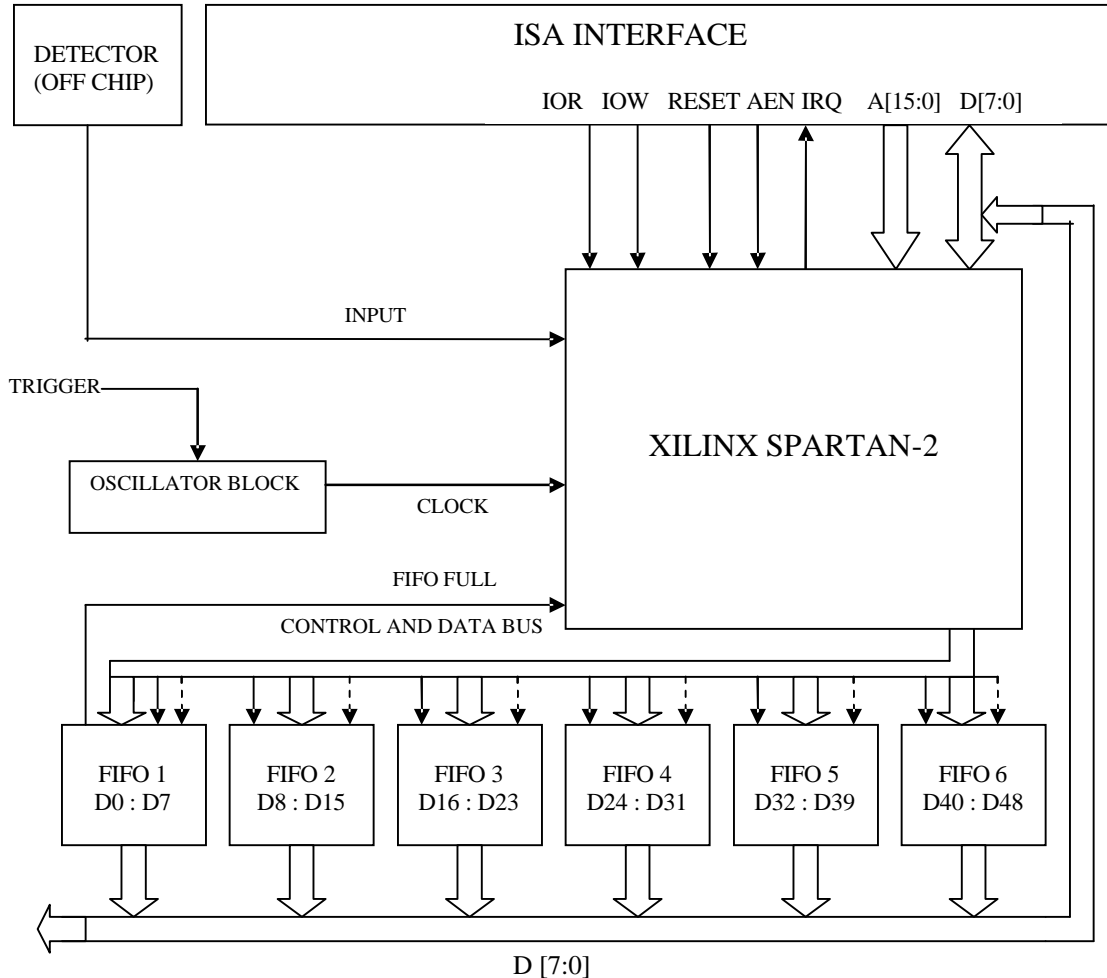 DETECTOR
(OFF CHIP)
ISA INTERFACE
IOR IOW RESET AEN IRQ A[15:0] D[7:0]
INPUT
TRIGGER
OSCILLATOR BLOCK
CLOCK
XILINX SPARTAN-2
FIFO FULL
CONTROL AND DATA BUS
FIFO 1
D0 : D7
FIFO 2
D8 : D15
FIFO 3
D16 : D23
FIFO 4
D24 : D31
FIFO 5
D32 : D39
FIFO 6
D40 : D48
D [7:0]